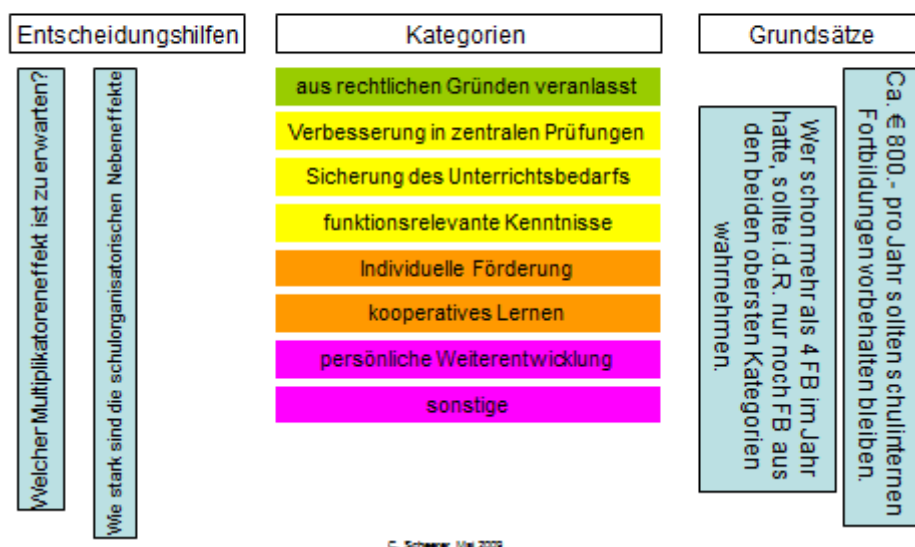 Entscheidungshilfen
Welcher Multiplikatoreneffekt ist zu erwarten?
Wie stark sind die schulorganisatorischen Nebeneffekte
Kategorien
aus rechtlichen Gründen veranlasst
Verbesserung in zentralen Prüfungen
Sicherung des Unterrichtsbedarfs
funktionsrelevante Kenntnisse
Individuelle Förderung
kooperatives Lernen
persönliche Weiterentwicklung
sonstige
Grundsätze
Ca. € 800.- pro Jahr sollten schulinternen
Fortbildungen vorbehalten bleiben.
Wer schon mehr als 4 FB im Jahr
hatte, sollte i.d.R. nur noch FB aus
den beiden obersten Kategorien
wahrnehmen.
C. Scheerer, Mai 2009